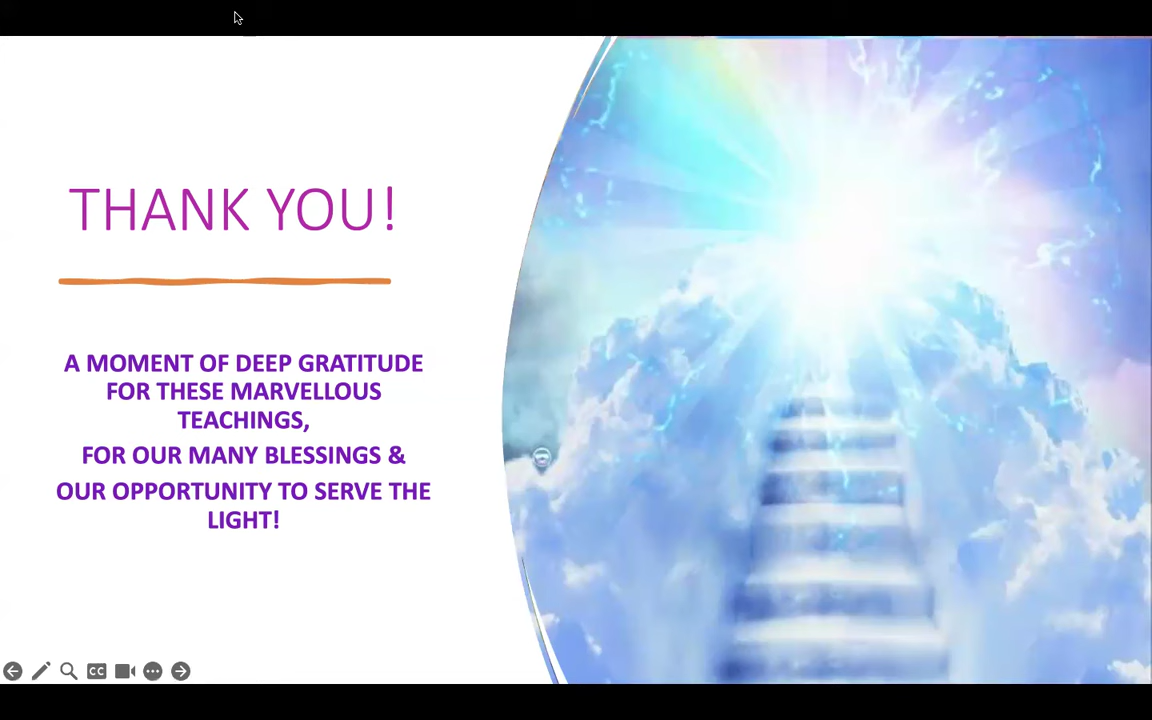 THANK YOU!
A MOMENT OF DEEP GRATITUDE
FOR THESE MARVELLOUS
TEACHINGS,
FOR OUR MANY BLESSINGS &
OUR OPPORTUNITY TO SERVE THE
LIGHT!
CC